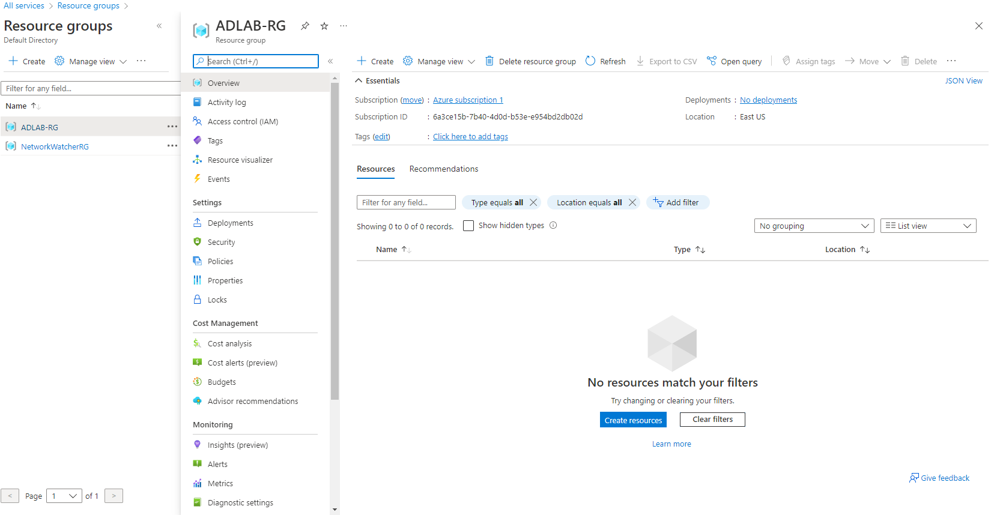 All services > Resource groups >
Resource groups
Default Directory
Create Manage view ...
Filter for any field...
Name
ADLAB-RG ...
NetworkWatcherRG ...
< Page 1 of 1 >
ADLAB-RG ...
Resource group
Search (Ctrl+/)
Overview
Activity log
Access control (IAM)
Tags
Resource visualizer
Events
Settings
Deployments
Security
Policies
Properties
Locks
Cost Management
Cost analysis
Cost alerts (preview)
Budgets
Advisor recommendations
Monitoring
Insights (preview)
Alerts
Metrics
Diagnostic settings
Create Manage view Delete resource group Refresh Export to CSV Open query Assign tags Move Delete ...
Essentials JSON View
Subscription (move) : Azure subscription 1 Deployments : No deployments
Subscription ID : 6a3ce15b-7b40-4d0d-b53e-e954bd2db02d Location : East US
Tags (edit) : Click here to add tags
Resources Recommendations
Filter for any field... Type equals all Location equals all Add filter
Showing 0 to 0 of 0 records. Show hidden types No grouping List view
Name Type Location
No resources match your filters
Try changing or clearing your filters.
Create resources Clear filters
Learn more
Give feedback